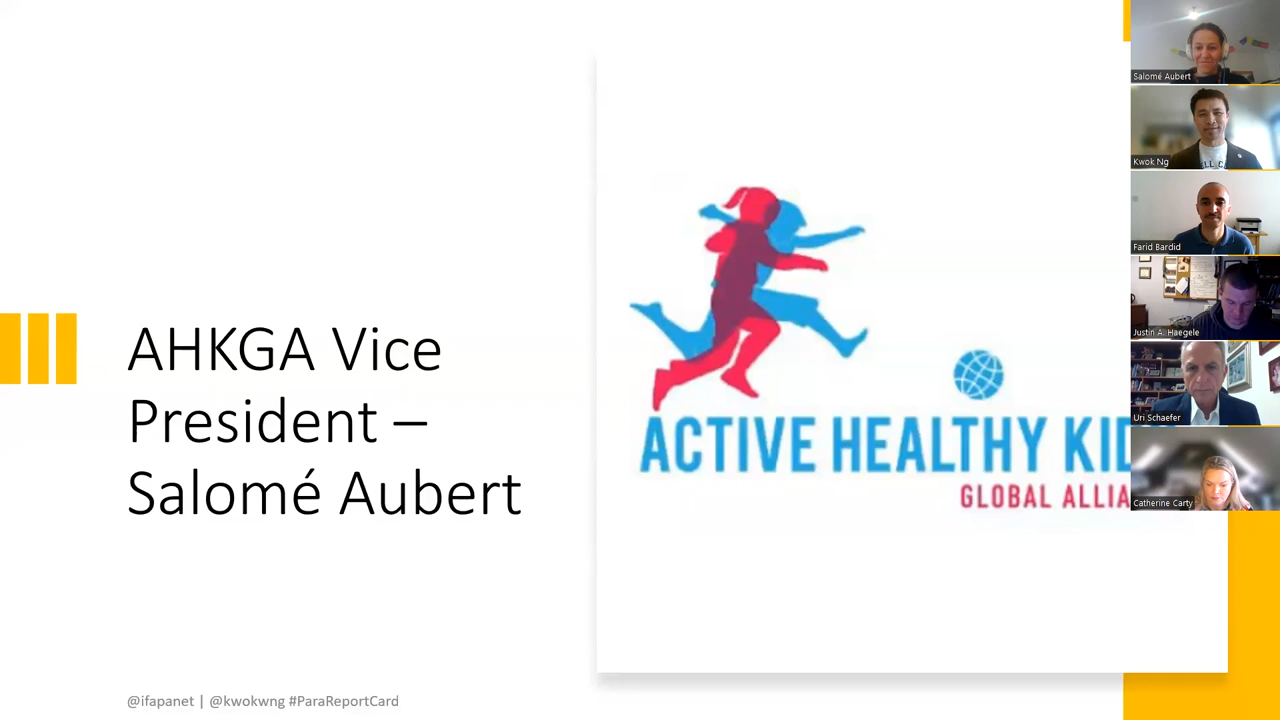 AHKGA Vice
President –
Salomé Aubert
ACTIVE HEALTHY KID
GLOBAL ALLIA
@ifapanet | @kwokwng #ParaReportCard
Salomé Aubert
Kwok Ng
Farid Bardid
Justin A. Haegele
Uri Schaefer
Catherine Carty